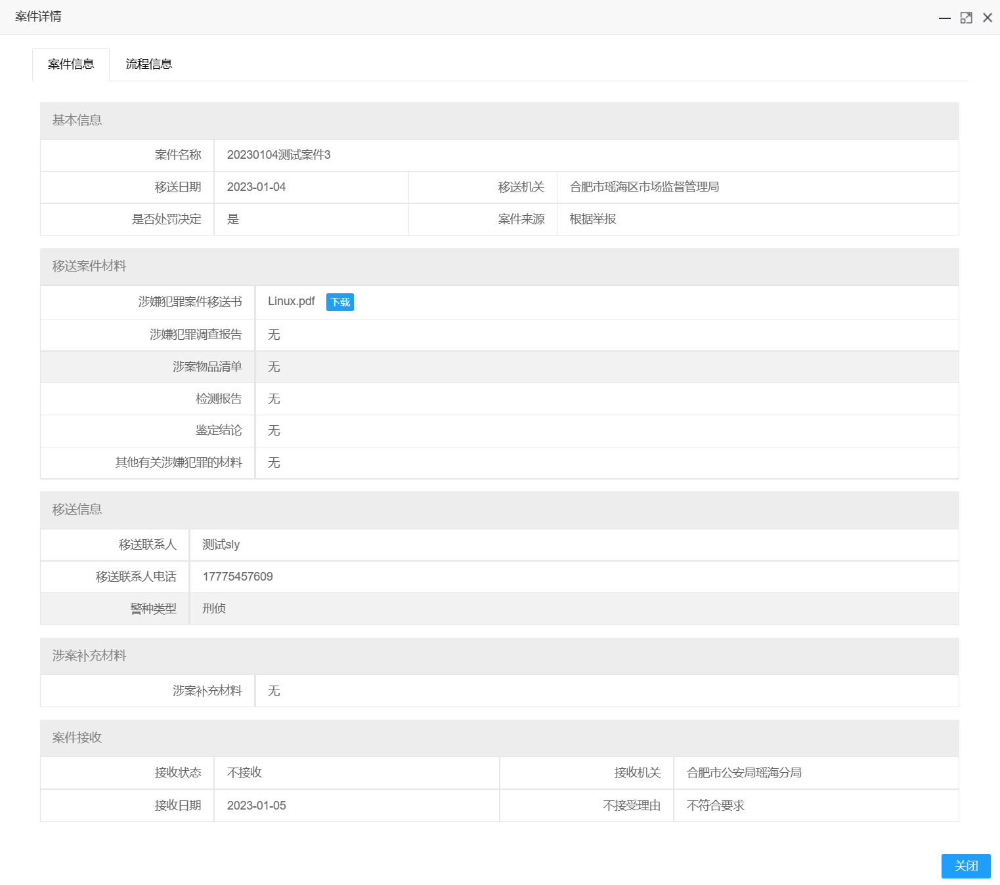 案件详情
案件信息 流程信息
基本信息
案件名称 20230104测试案件3
移送日期 2023-01-04 移送机关 合肥市瑶海区市场监督管理局
是否处罚决定 是 案件来源 根据举报
移送案件材料
涉嫌犯罪案件移送书 Linux.pdf 下载
涉嫌犯罪调查报告 无
涉案物品清单 无
检测报告 无
鉴定结论 无
其他有关涉嫌犯罪的材料 无
移送信息
移送联系人 测试sly
移送联系人电话 17775457609
警种类型 刑侦
涉案补充材料
涉案补充材料 无
案件接收
接收状态 不接收 接收机关 合肥市公安局瑶海分局
接收日期 2023-01-05 不接受理由 不符合要求
关闭